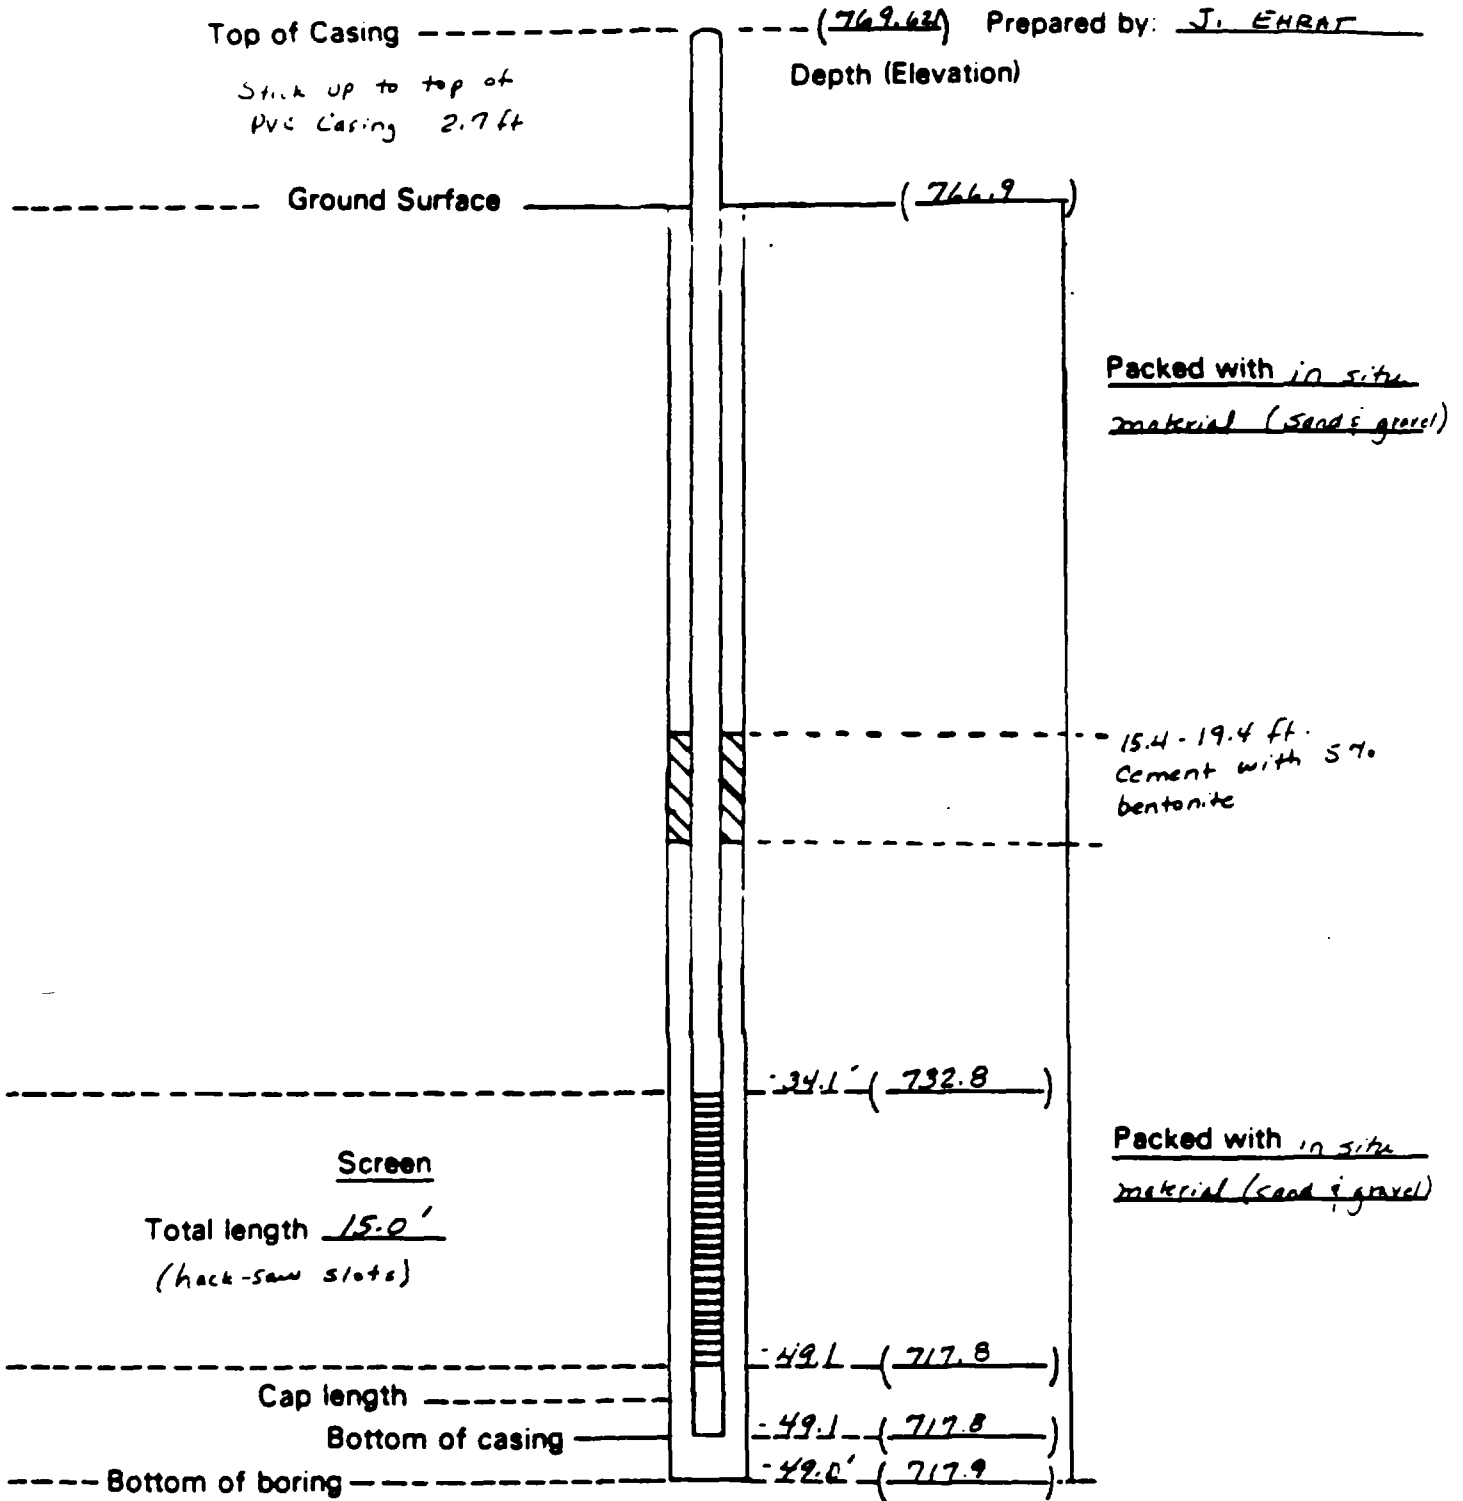 Top of Casing (769.62) Prepared by: J. EHRAT
Depth (Elevation)
Stick up to top of
PVC Casing 2.7 ft
Ground Surface (766.9)
Packed with in situ
material (sand & gravel)
15.4 - 19.4 ft.
Cement with 5%
bentonite
-34.1' (732.8)
Screen
Packed with in situ
material (sand & gravel)
Total length 15.0'
(hack-saw slots)
-49.1 (717.8)
Cap length
Bottom of casing -49.1 (717.8)
Bottom of boring -49.0' (717.9)